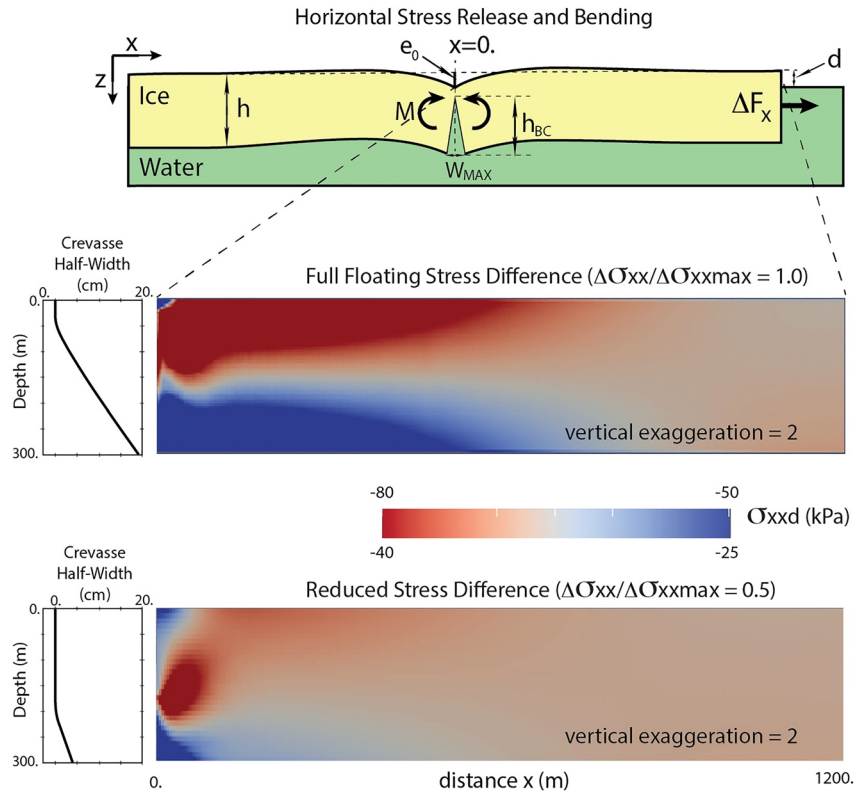 Horizontal Stress Release and Bending
x
e₀
x=0.
z
d
Ice
h
M
h_BC
ΔFₓ
Water
W_MAX
Crevasse
Half-Width
(cm)
0. 20.
Full Floating Stress Difference (Δσxx/Δσxxmax = 1.0)
Depth (m)
300.
vertical exaggeration = 2
-80 -50
σxxd (kPa)
-40 -25
Crevasse
Half-Width
0. (cm) 20.
Reduced Stress Difference (Δσxx/Δσxxmax = 0.5)
0.
Depth (m)
300.
vertical exaggeration = 2
0. distance x (m) 1200.